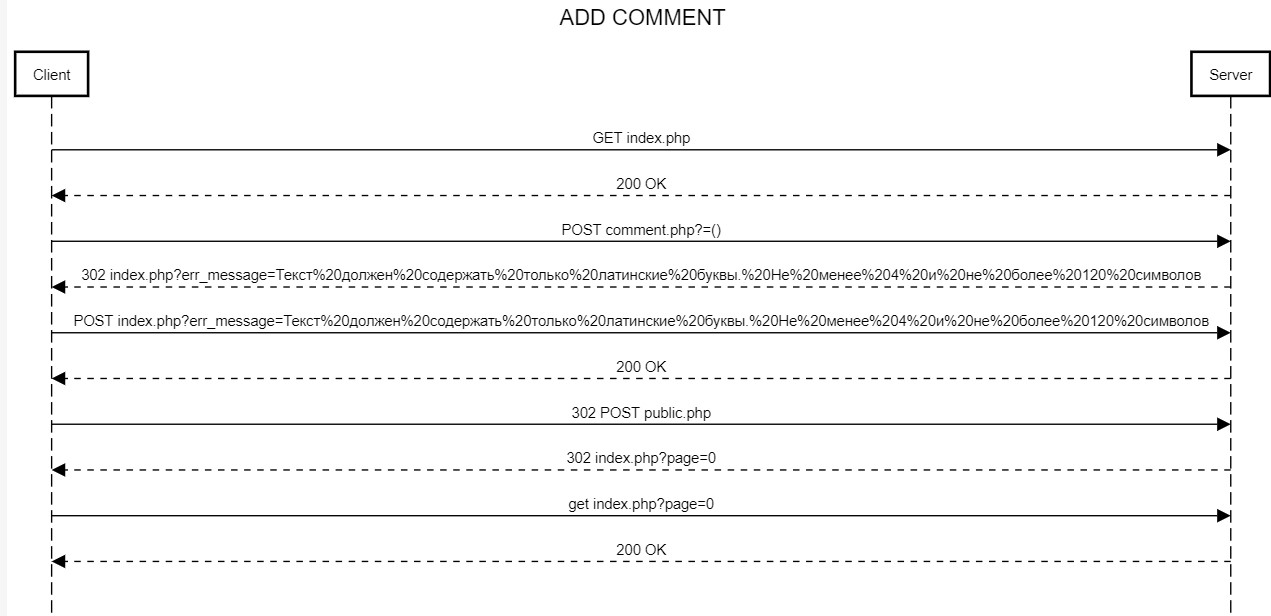 ADD COMMENT
Client
Server
GET index.php
200 OK
POST comment.php?=()
302 index.php?err_message=Текст%20должен%20содержать%20только%20латинские%20буквы.%20Не%20менее%204%20и%20не%20более%20120%20символов
POST index.php?err_message=Текст%20должен%20содержать%20только%20латинские%20буквы.%20Не%20менее%204%20и%20не%20более%20120%20символов
200 OK
302 POST public.php
302 index.php?page=0
get index.php?page=0
200 OK